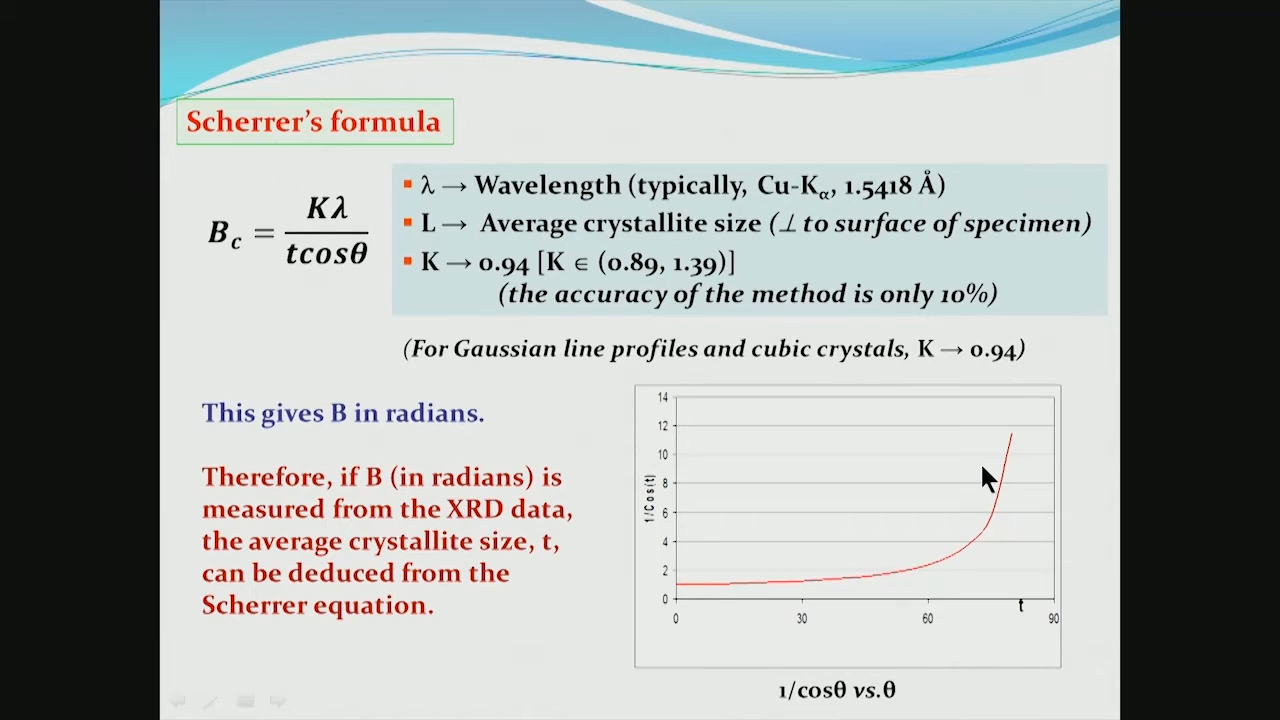 Scherrer's formula
B_c = Kλ / tcosθ
▪ λ → Wavelength (typically, Cu-Kα, 1.5418 Å)
▪ L → Average crystallite size (⊥ to surface of specimen)
▪ K → 0.94 [K ∈ (0.89, 1.39)]
(the accuracy of the method is only 10%)
(For Gaussian line profiles and cubic crystals, K → 0.94)
This gives B in radians.
Therefore, if B (in radians) is
measured from the XRD data,
the average crystallite size, t,
can be deduced from the
Scherrer equation.
14
12
10
8
6
4
2
0
1/Cos(t)
0 30 60 90
t
1/cosθ vs.θ